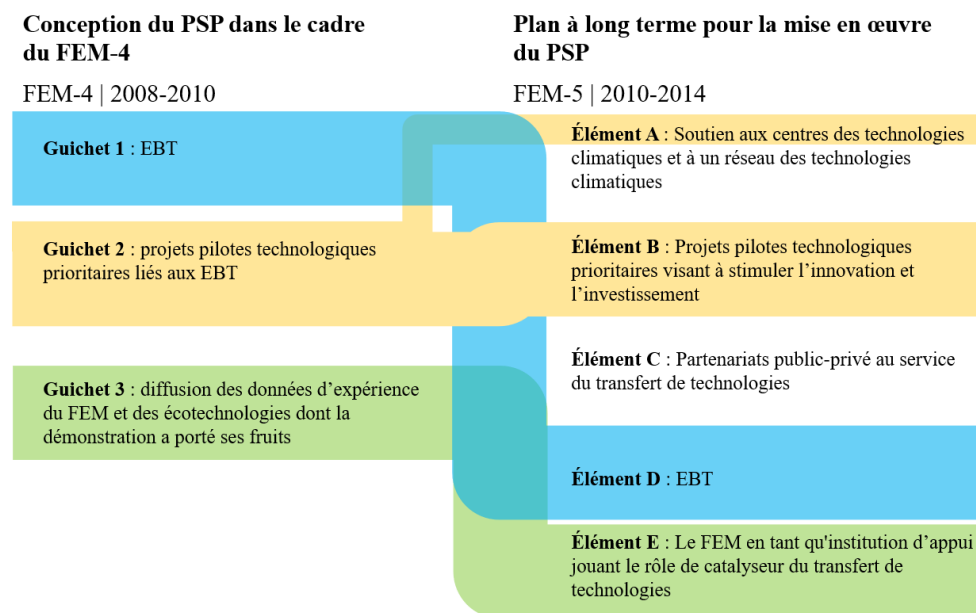 Conception du PSP dans le cadre
du FEM-4
FEM-4 | 2008-2010
Guichet 1 : EBT
Guichet 2 : projets pilotes technologiques
prioritaires liés aux EBT
Guichet 3 : diffusion des données d’expérience
du FEM et des écotechnologies dont la
démonstration a porté ses fruits
Plan à long terme pour la mise en œuvre
du PSP
FEM-5 | 2010-2014
Élément A : Soutien aux centres des technologies
climatiques et à un réseau des technologies
climatiques
Élément B : Projets pilotes technologiques
prioritaires visant à stimuler l’innovation et
l’investissement
Élément C : Partenariats public-privé au service
du transfert de technologies
Élément D : EBT
Élément E : Le FEM en tant qu'institution d’appui
jouant le rôle de catalyseur du transfert de
technologies